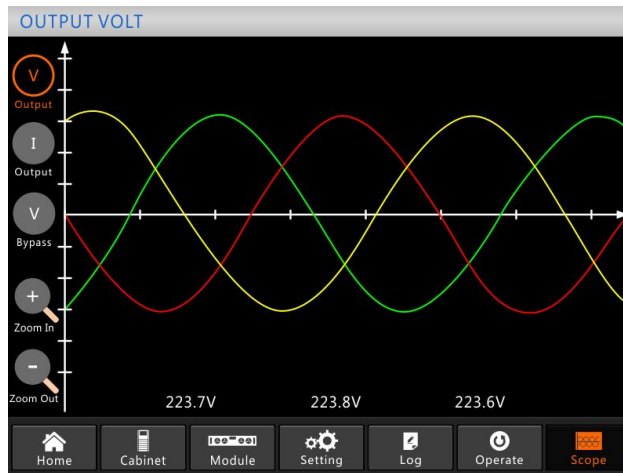 OUTPUT VOLT
V
Output
I
Output
V
Bypass
+
Zoom In
-
Zoom Out
223.7V 223.8V 223.6V
Home Cabinet Module Setting Log Operate Scope